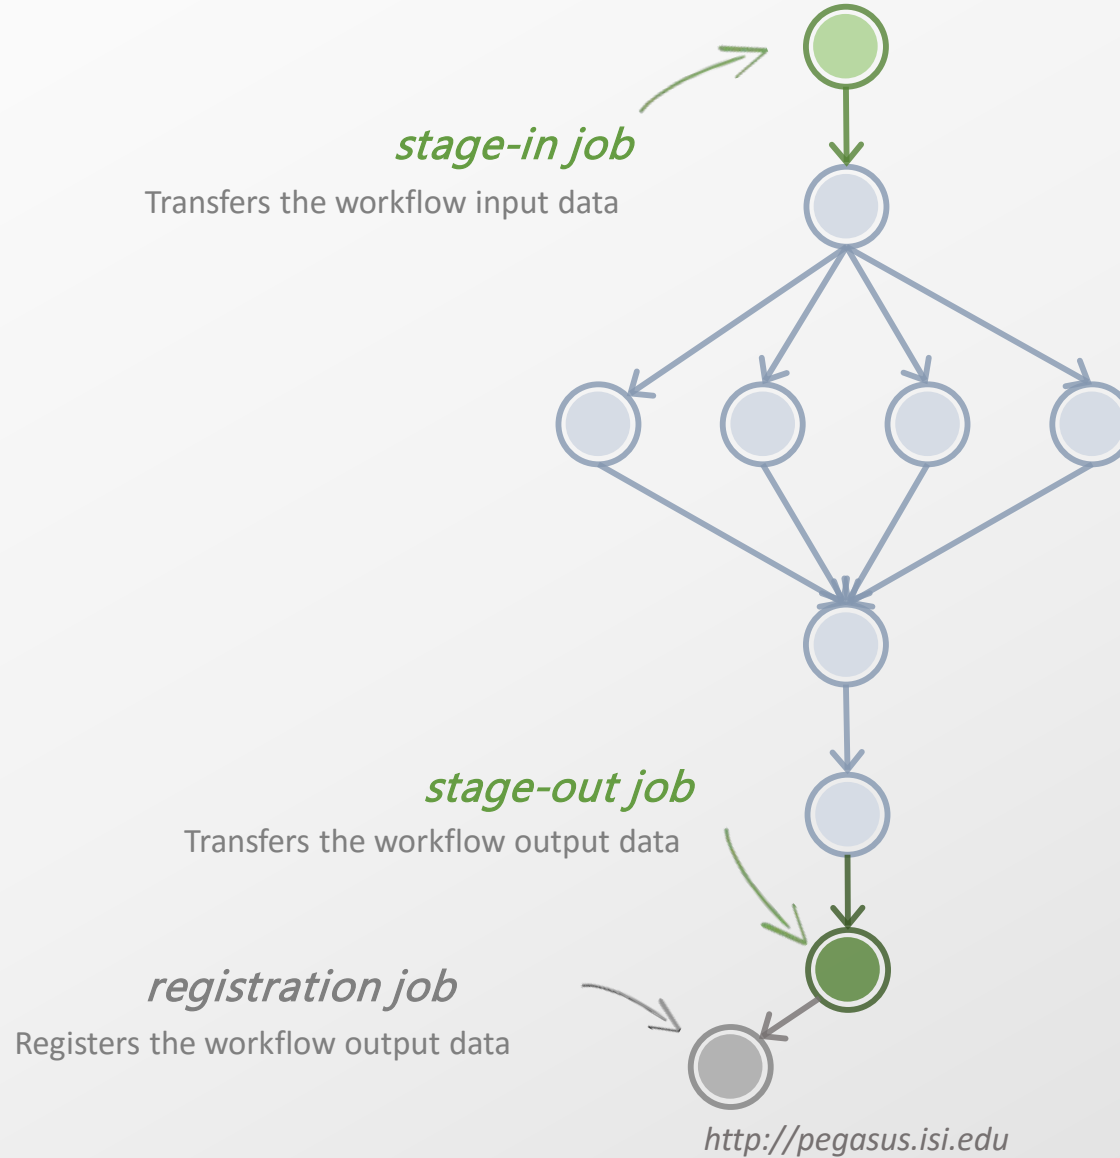 stage-in job
Transfers the workflow input data
stage-out job
Transfers the workflow output data
registration job
Registers the workflow output data
http://pegasus.isi.edu